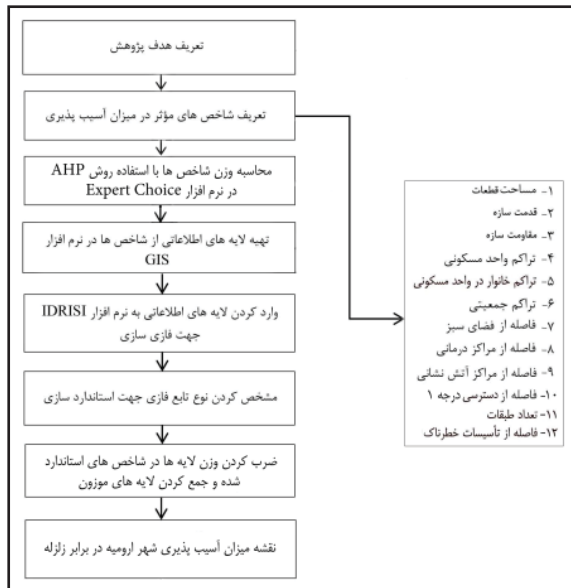 تعریف هدف پژوهش
تعریف شاخص های مؤثر در میزان آسیب پذیری
محاسبه وزن شاخص ها با استفاده روش AHP
در نرم افزار Expert Choice
تهیه لایه های اطلاعاتی از شاخص ها در نرم افزار
GIS
وارد کردن لایه های اطلاعاتی به نرم افزار IDRISI
جهت فازی سازی
مشخص کردن نوع تابع فازی جهت استاندارد سازی
ضرب کردن وزن لایه ها در شاخص های استاندارد
شده و جمع کردن لایه های موزون
نقشه میزان آسیب پذیری شهر ارومیه در برابر زلزله
۱- مساحت قطعات
۲- قدمت سازه
۳- مقاومت سازه
۴- تراکم واحد مسکونی
۵- تراکم خانوار در واحد مسکونی
۶- تراکم جمعیتی
۷- فاصله از فضای سبز
۸- فاصله از مراکز درمانی
۹- فاصله از مراکز آتش نشانی
۱۰- فاصله از دسترسی درجه ۱
۱۱- تعداد طبقات
۱۲- فاصله از تأسیسات خطرناک